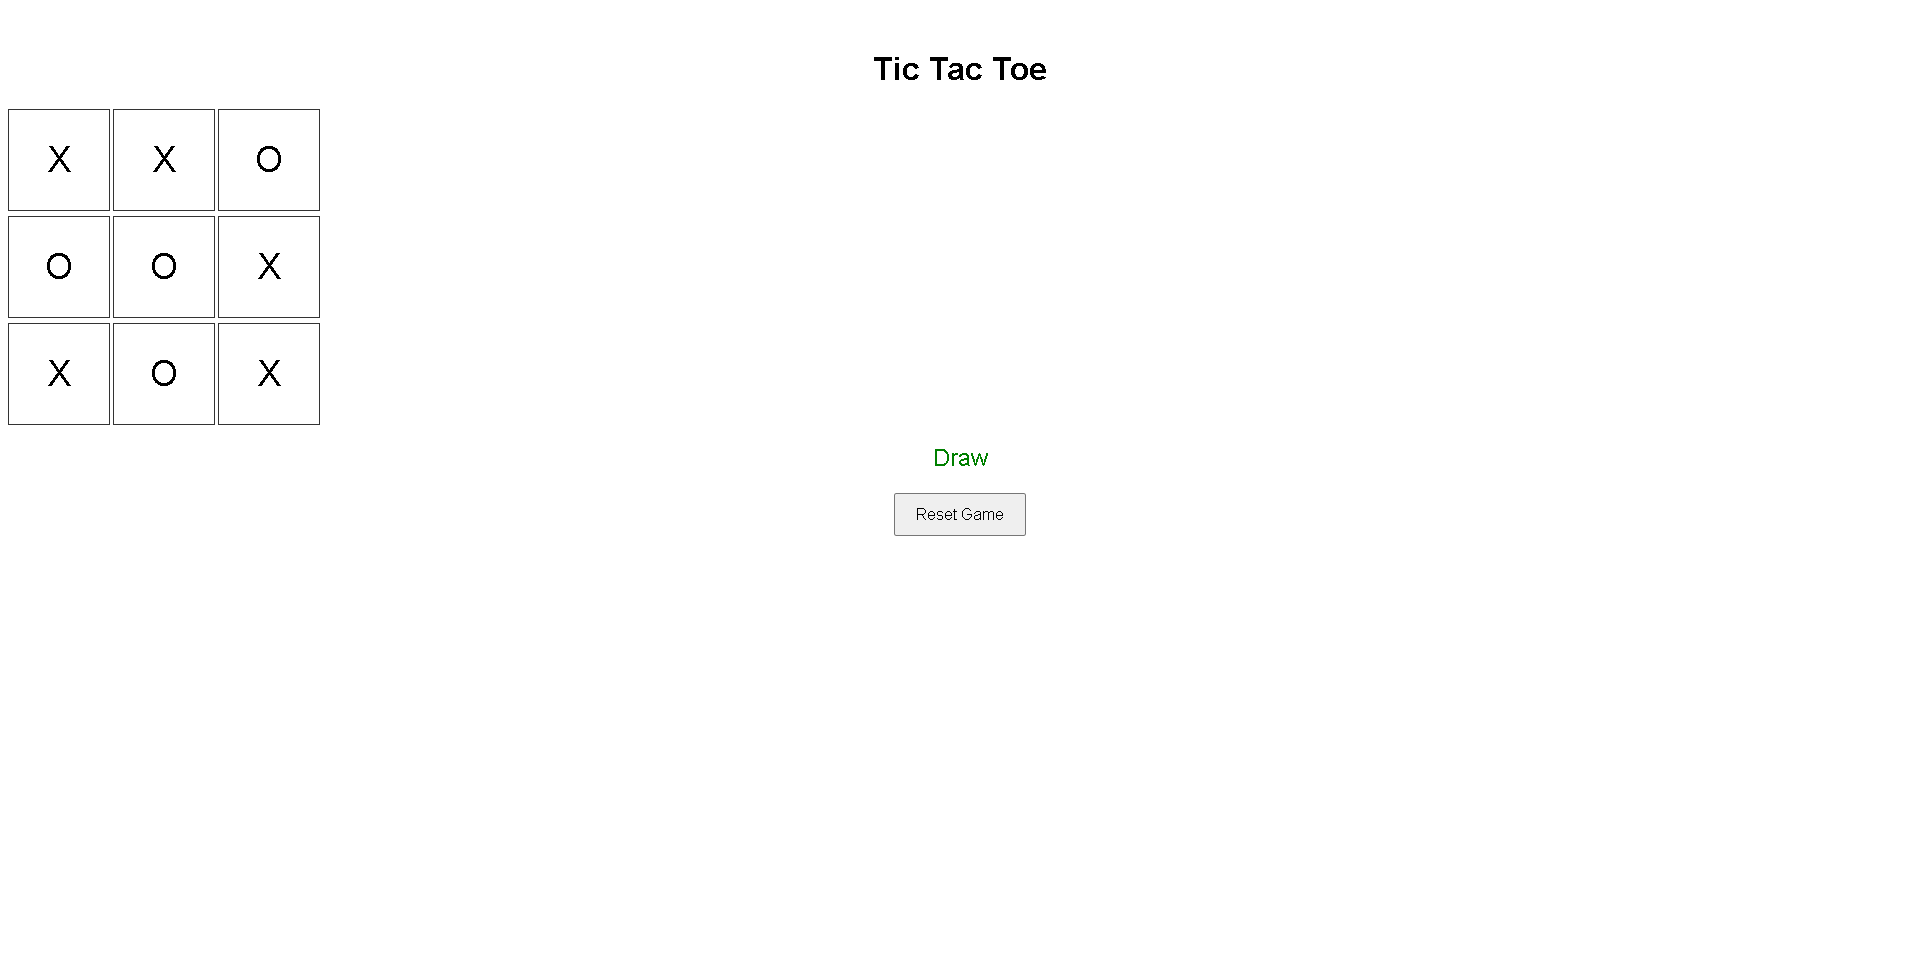 Tic Tac Toe
X X O
O O X
X O X
Draw
Reset Game